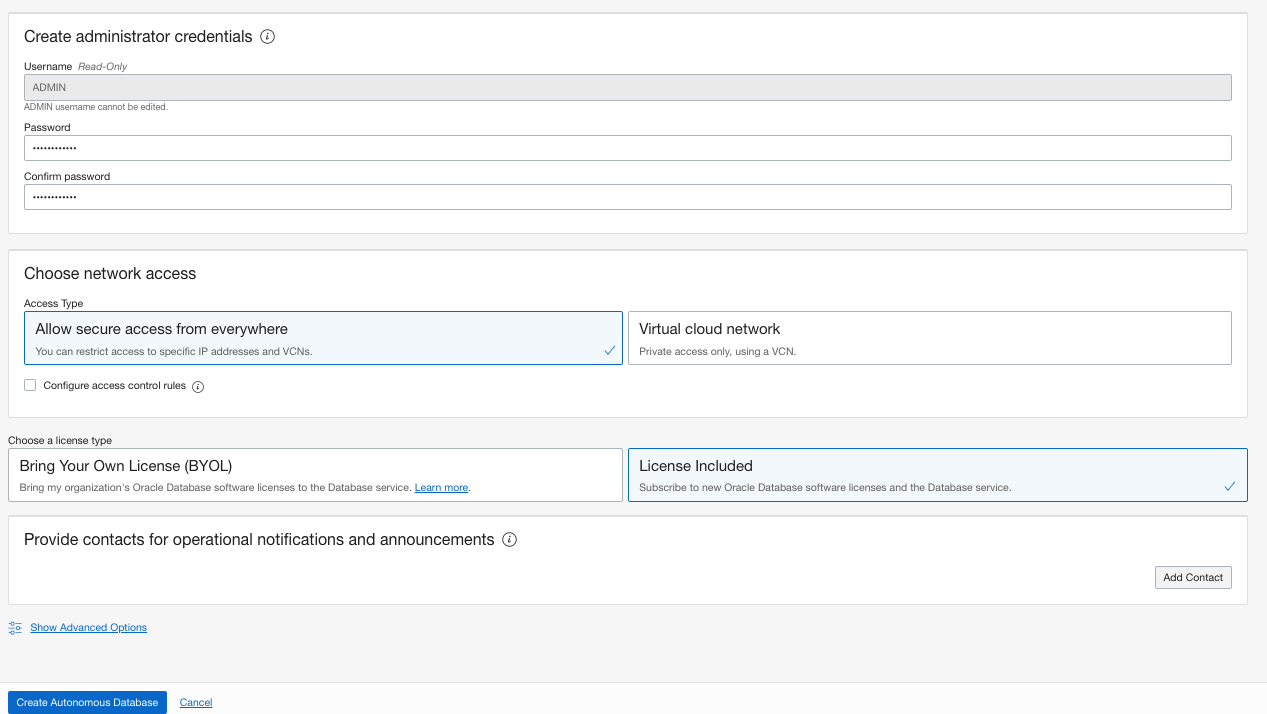 Create administrator credentials
Username Read-Only
ADMIN
ADMIN username cannot be edited.
Password
••••••••••••
Confirm password
••••••••••••
Choose network access
Access Type
Allow secure access from everywhere
You can restrict access to specific IP addresses and VCNs.
Virtual cloud network
Private access only, using a VCN.
Configure access control rules
Choose a license type
Bring Your Own License (BYOL)
Bring my organization's Oracle Database software licenses to the Database service. Learn more.
License Included
Subscribe to new Oracle Database software licenses and the Database service.
Provide contacts for operational notifications and announcements
Add Contact
Show Advanced Options
Create Autonomous Database
Cancel